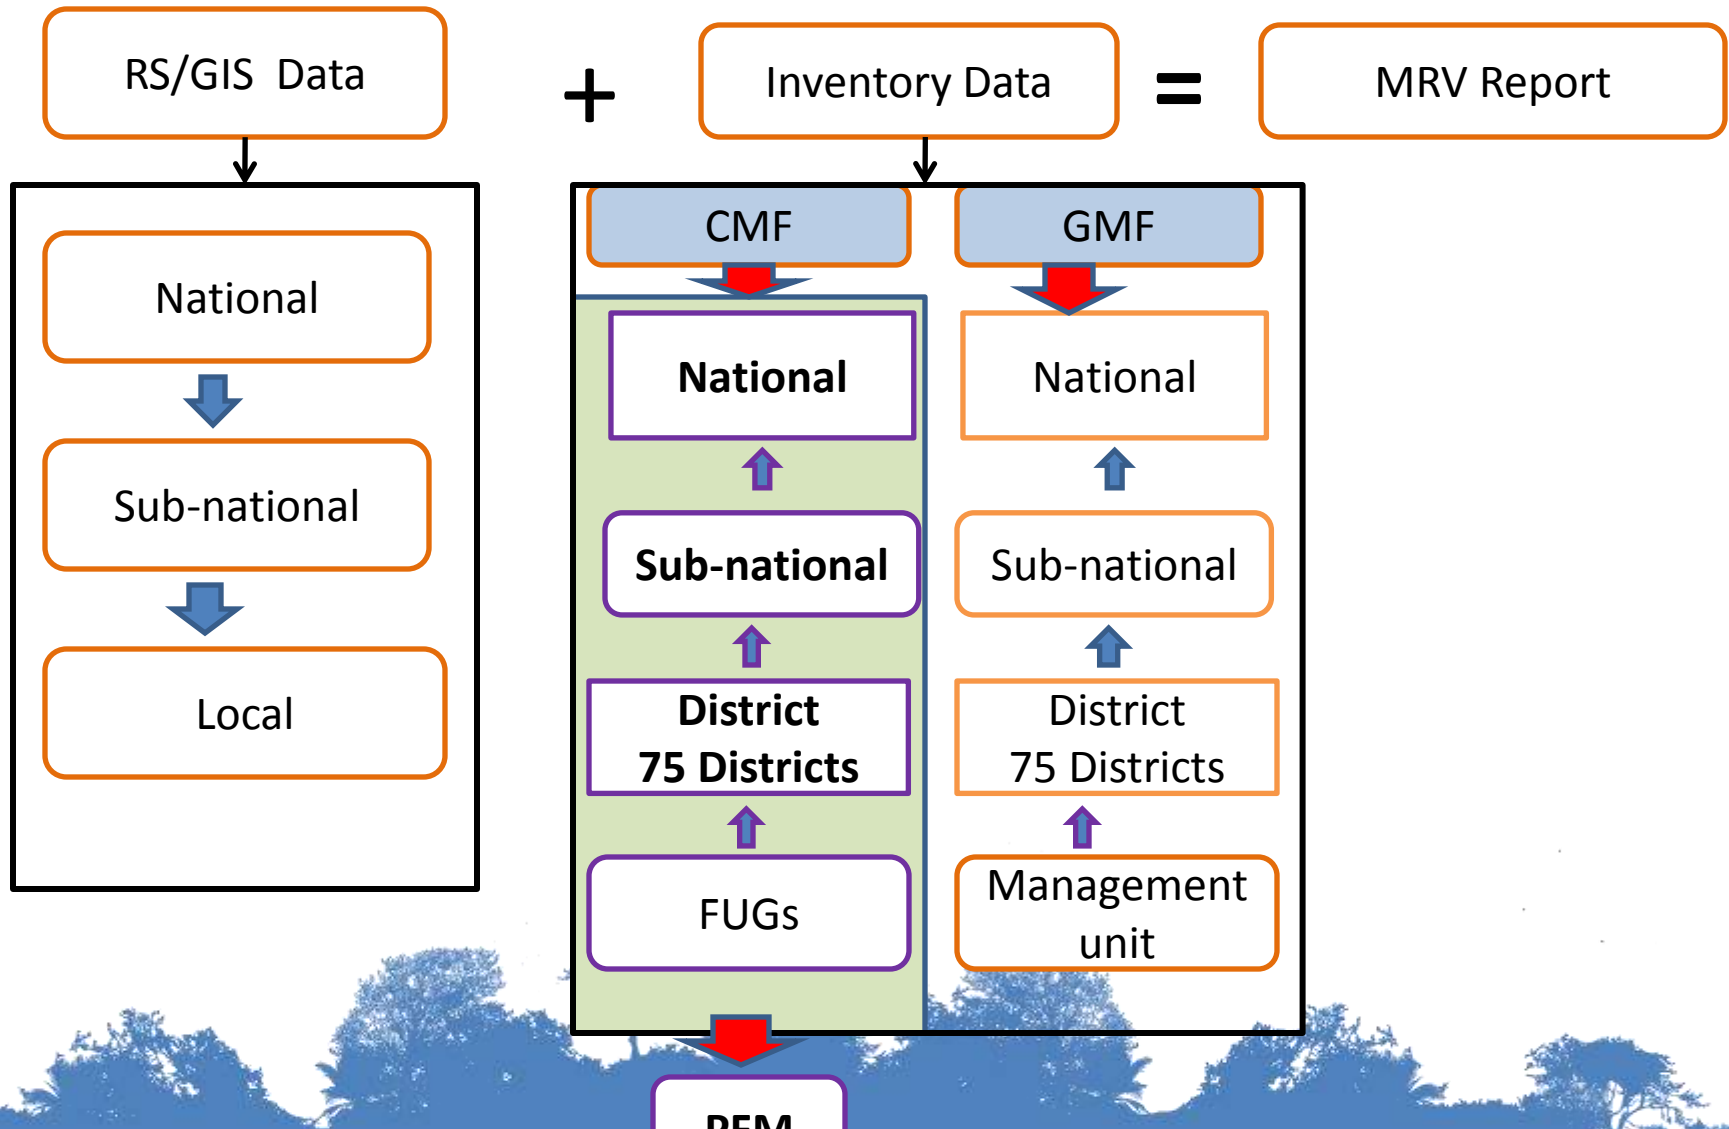 RS/GIS Data
+
Inventory Data
=
MRV Report
National
Sub-national
Local
CMF
National
Sub-national
District
75 Districts
FUGs
GMF
National
Sub-national
District
75 Districts
Management
unit